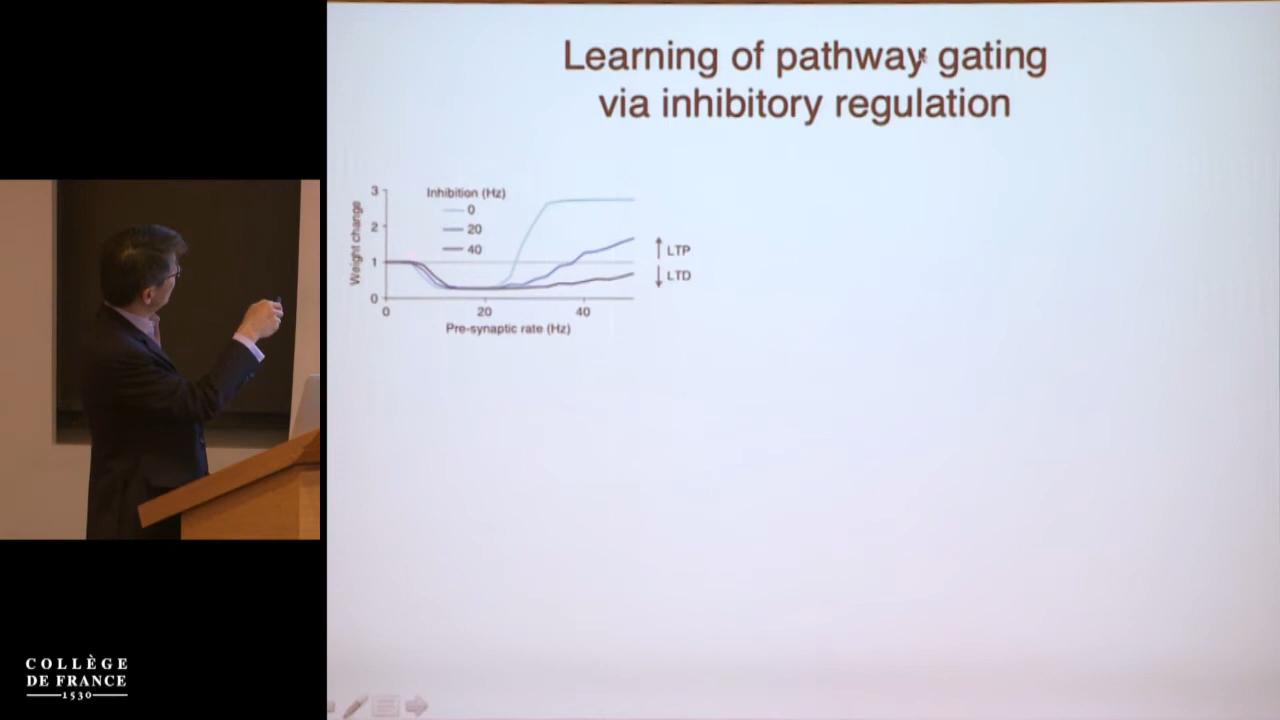 Learning of pathway gating
via inhibitory regulation
3
2
1
0
Weight change
Inhibition (Hz)
0
20
40
LTP
LTD
0
20
40
Pre-synaptic rate (Hz)
COLLÈGE
DE FRANCE
1530